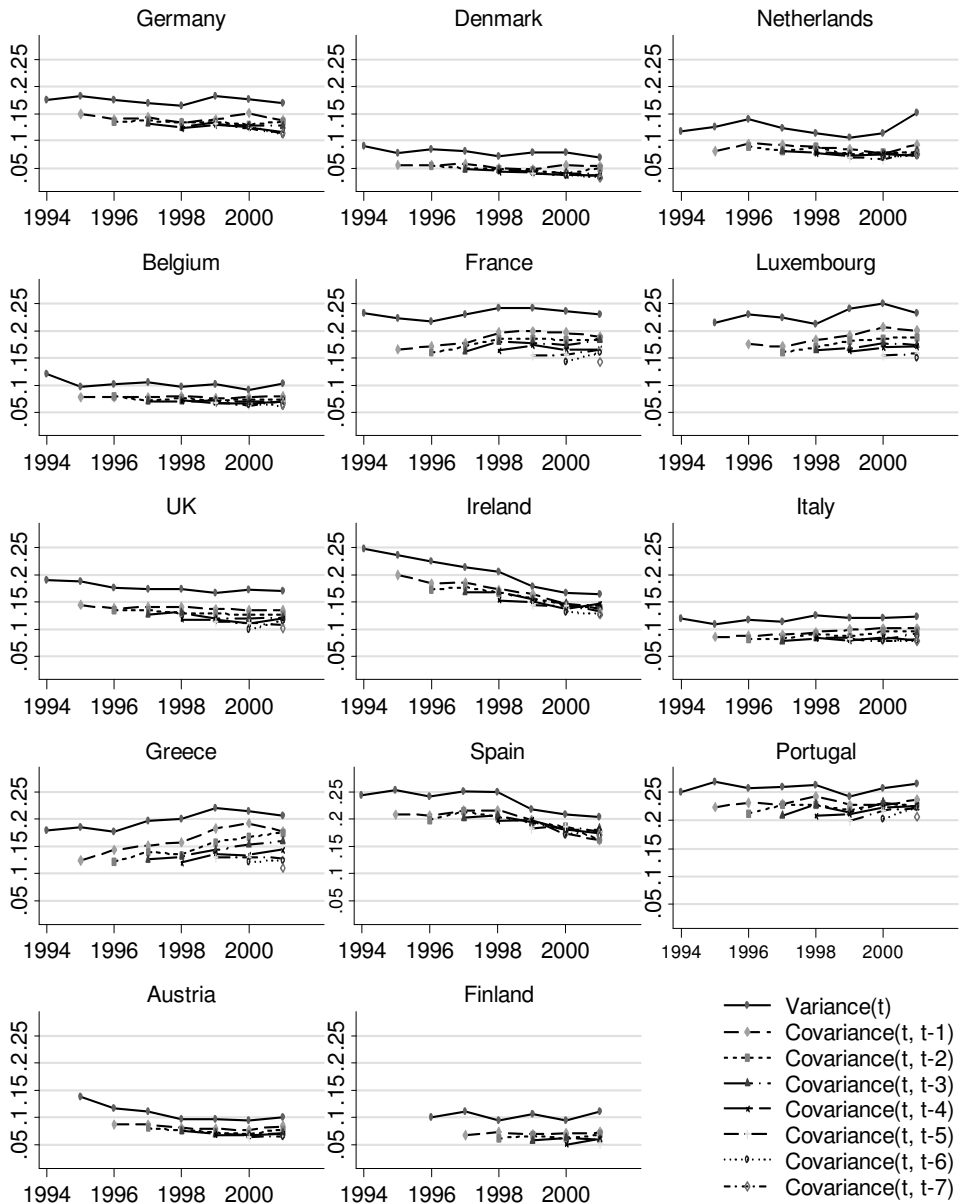 Germany Denmark Netherlands
.05 .1 .15 .2 .25 .05 .1 .15 .2 .25 .05 .1 .15 .2 .25
1994 1996 1998 2000 1994 1996 1998 2000 1994 1996 1998 2000
Belgium France Luxembourg
.05 .1 .15 .2 .25 .05 .1 .15 .2 .25 .05 .1 .15 .2 .25
1994 1996 1998 2000 1994 1996 1998 2000 1994 1996 1998 2000
UK Ireland Italy
.05 .1 .15 .2 .25 .05 .1 .15 .2 .25 .05 .1 .15 .2 .25
1994 1996 1998 2000 1994 1996 1998 2000 1994 1996 1998 2000
Greece Spain Portugal
.05 .1 .15 .2 .25 .05 .1 .15 .2 .25 .05 .1 .15 .2 .25
1994 1996 1998 2000 1994 1996 1998 2000 1994 1996 1998 2000
Austria Finland
.05 .1 .15 .2 .25 .05 .1 .15 .2 .25
1994 1996 1998 2000 1994 1996 1998 2000
Variance(t)
Covariance(t, t-1)
Covariance(t, t-2)
Covariance(t, t-3)
Covariance(t, t-4)
Covariance(t, t-5)
Covariance(t, t-6)
Covariance(t, t-7)